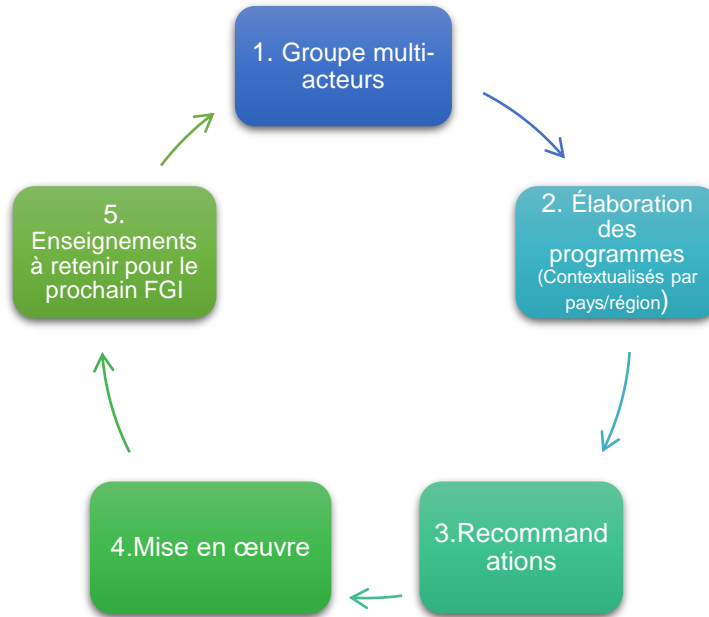 1. Groupe multi-
acteurs
2. Élaboration
des
programmes
(Contextualisés par
pays/région)
3.Recommand
ations
4.Mise en œuvre
5.
Enseignements
à retenir pour le
prochain FGI